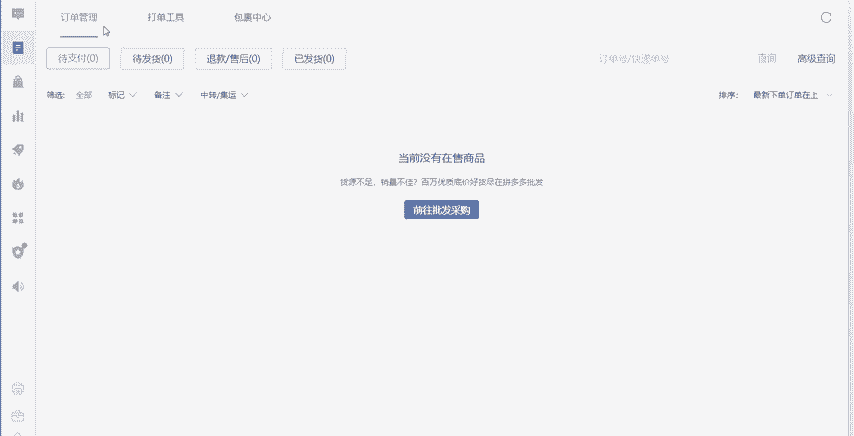 订单管理 打单工具 包裹中心
待支付(0) 待发货(0) 退款/售后(0) 已发货(0) 订单号/快递单号 查询 高级查询
筛选: 全部 标记 备注 中转/集运 排序: 最新下单订单在上
当前没有在售商品
货源不足，销量不佳？百万优质底价好货尽在拼多多批发
前往批发采购